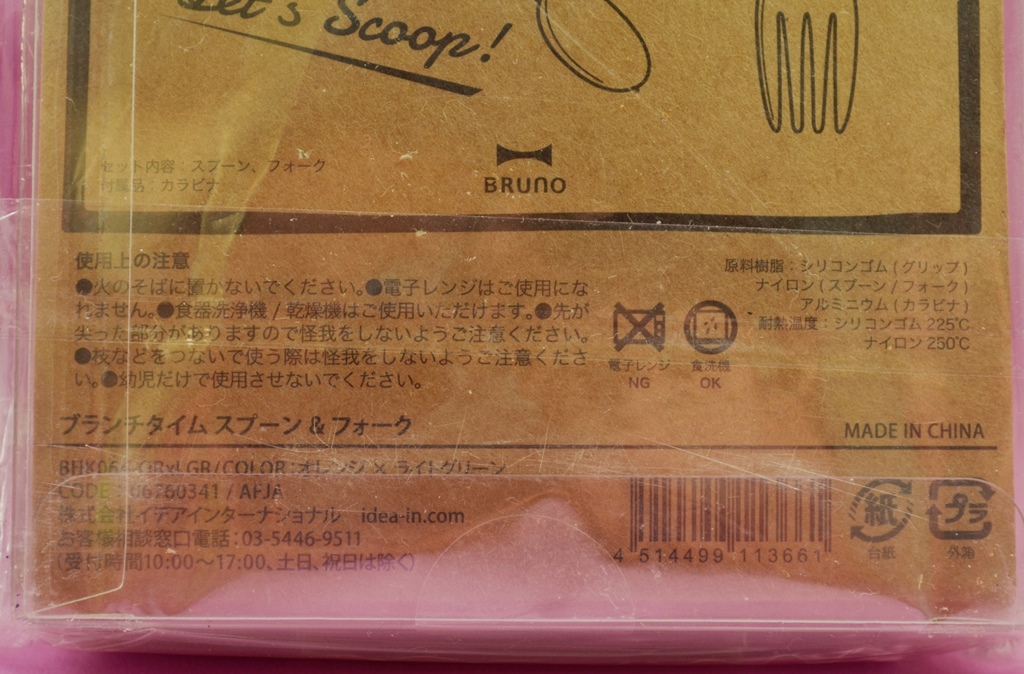 Let's Scoop!
セット内容：スプーン、フォーク
付属品：カラビナ
BRUNO
使用上の注意
●火のそばに置かないでください。●電子レンジはご使用にな
れません。●食器洗浄機 / 乾燥機はご使用いただけます。●先が
尖った部分がありますので怪我をしないようご注意ください。
●枝などをつないで使う際は怪我をしないようご注意くださ
い。●幼児だけで使用させないでください。
電子レンジ
NG
食洗機
OK
原料樹脂：シリコンゴム ( グリップ )
ナイロン ( スプーン / フォーク )
アルミニウム ( カラビナ )
耐熱温度：シリコンゴム 225℃
ナイロン 250℃
ブランチタイム スプーン & フォーク
MADE IN CHINA
BHK064-ORxLGR/COLOR：オレンジ × ライトグリーン
CODE：06760341 / AFJA
株式会社イデアインターナショナル idea-in.com
お客様相談窓口電話：03-5446-9511
(受付時間10:00～17:00、土日、祝日は除く)
4 514499 113661
紙
台紙
プラ
外箱